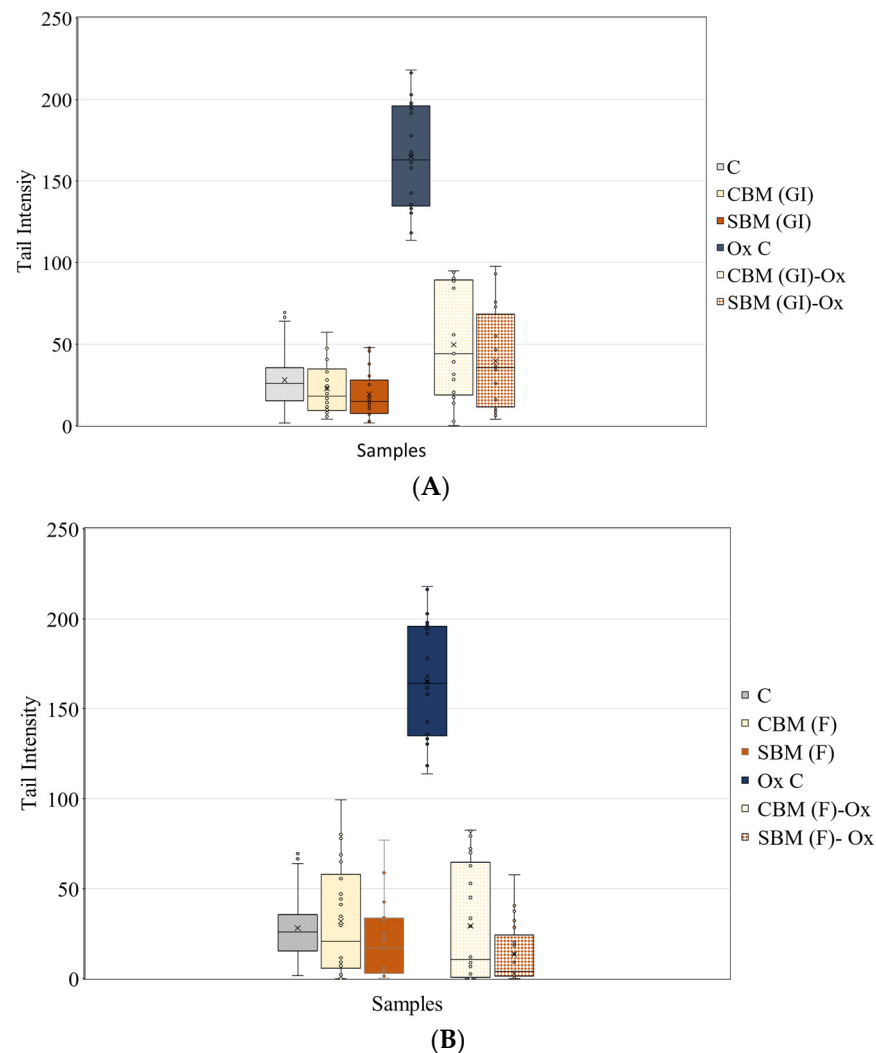 250
200
150
100
50
0
Tail Intensiy
Samples
C
CBM (GI)
SBM (GI)
Ox C
CBM (GI)-Ox
SBM (GI)-Ox
(A)
250
200
150
100
50
0
Tail Intensity
Samples
C
CBM (F)
SBM (F)
Ox C
CBM (F)-Ox
SBM (F)- Ox
(B)